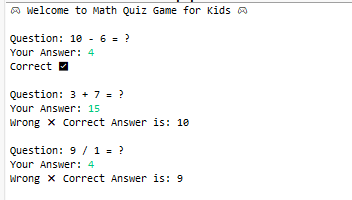 🎮 Welcome to Math Quiz Game for Kids 🎮
Question: 10 - 6 = ?
Your Answer: 4
Correct ✅
Question: 3 + 7 = ?
Your Answer: 15
Wrong ❌ Correct Answer is: 10
Question: 9 / 1 = ?
Your Answer: 4
Wrong ❌ Correct Answer is: 9